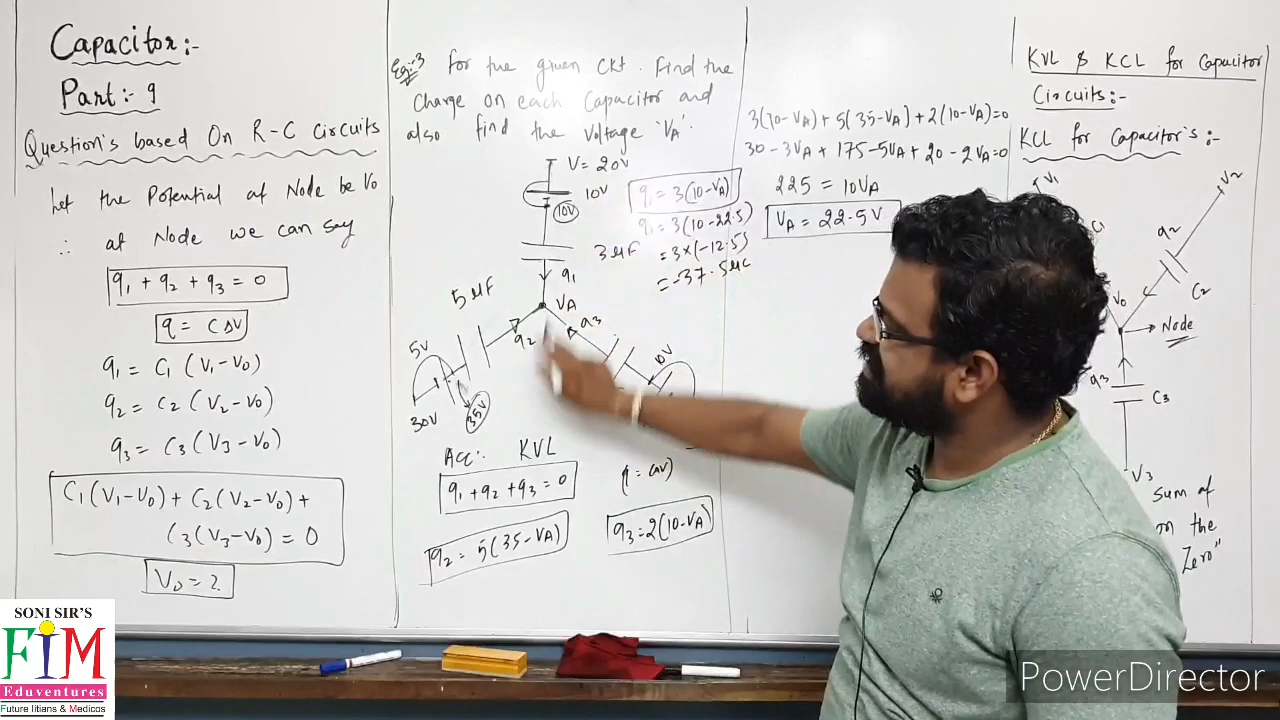 Capacitor:-
Part:- 9
Question's based On R-C Circuits
Let the Potential at Node be V0
∴ at Node we can say
q1 + q2 + q3 = 0
q = C∆V
q1 = C1 (V1-V0)
q2 = C2 (V2-V0)
q3 = C3 (V3-V0)
C1(V1-V0) + C2(V2-V0) +
C3(V3-V0) = 0
V0 = ?
Eg:-3 for the given CKt. Find the
Charge on each Capacitor and
also find the Voltage 'VA'.
V = 20V
10V
10V
q1 = 3(10-VA)
q1 = 3(10-22.5)
= 3×(-12.5)
= -37.5μC
3μF
q1
5μF
VA
q2
q3
5V
30V
35V
10V
Acc: KVL
q1+q2+q3=0
q2 = 5(35-VA)
q3=2(10-VA)
3(10-VA) + 5(35-VA) + 2(10-VA)=0
30-3VA + 175-5VA + 20-2VA=0
225 = 10VA
VA = 22.5V
KVL & KCL for Capacitor
Circuits:-
KCL for Capacitor's:-
V1
V2
C1
q2
C2
V0
Node
q3
C3
V3
sum of
on the
Zero"
SONI SIR'S
FIM
Eduventures
Future Iitians & Medicos
PowerDirector